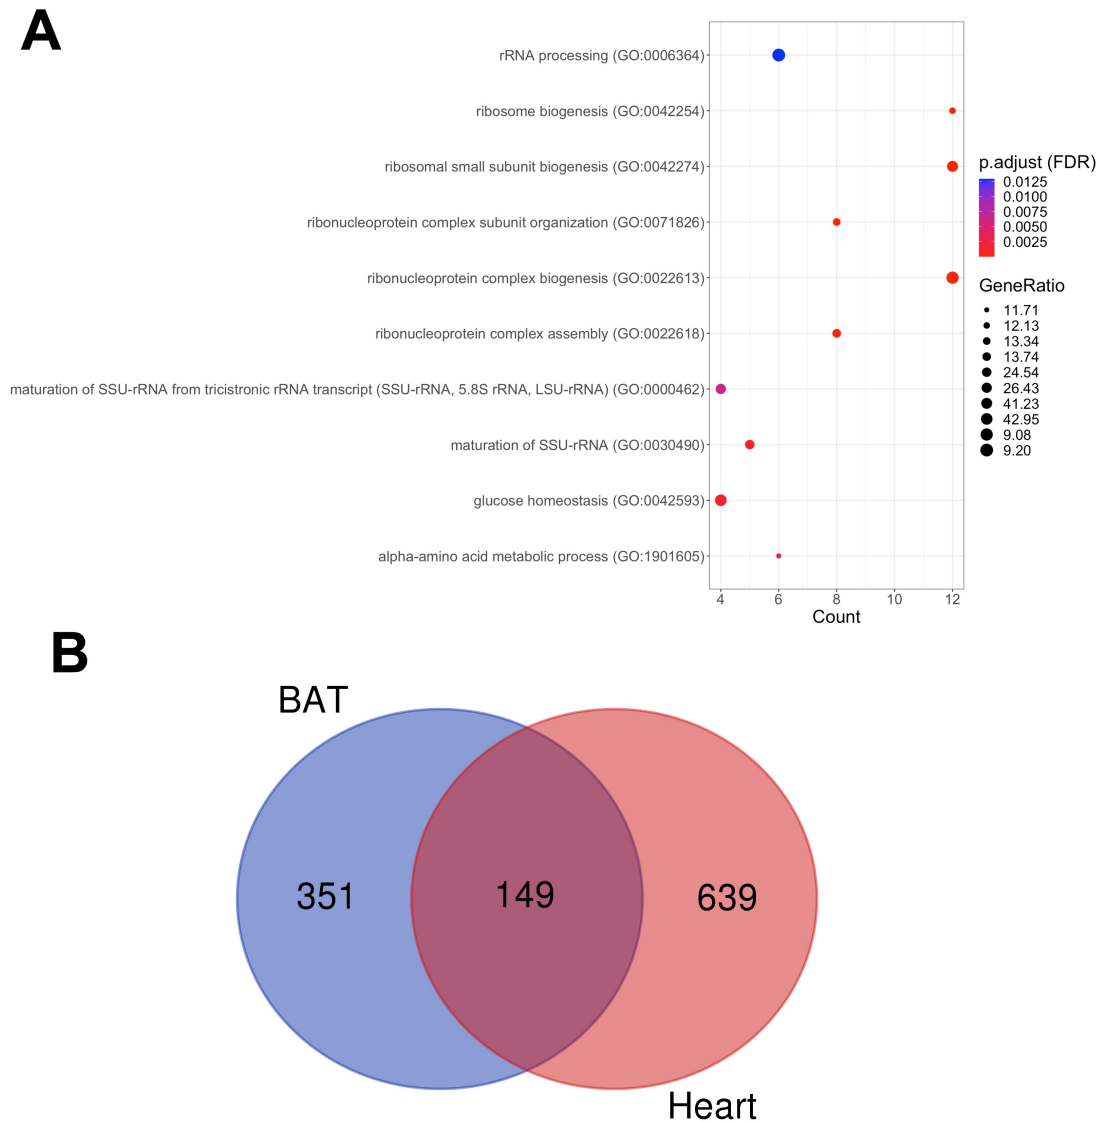 A
rRNA processing (GO:0006364)
ribosome biogenesis (GO:0042254)
ribosomal small subunit biogenesis (GO:0042274)
ribonucleoprotein complex subunit organization (GO:0071826)
ribonucleoprotein complex biogenesis (GO:0022613)
ribonucleoprotein complex assembly (GO:0022618)
maturation of SSU-rRNA from tricistronic rRNA transcript (SSU-rRNA, 5.8S rRNA, LSU-rRNA) (GO:0000462)
maturation of SSU-rRNA (GO:0030490)
glucose homeostasis (GO:0042593)
alpha-amino acid metabolic process (GO:1901605)
4 6 8 10 12
Count
p.adjust (FDR)
0.0125
0.0100
0.0075
0.0050
0.0025
GeneRatio
11.71
12.13
13.34
13.74
24.54
26.43
41.23
42.95
9.08
9.20
B
BAT
351 149 639
Heart